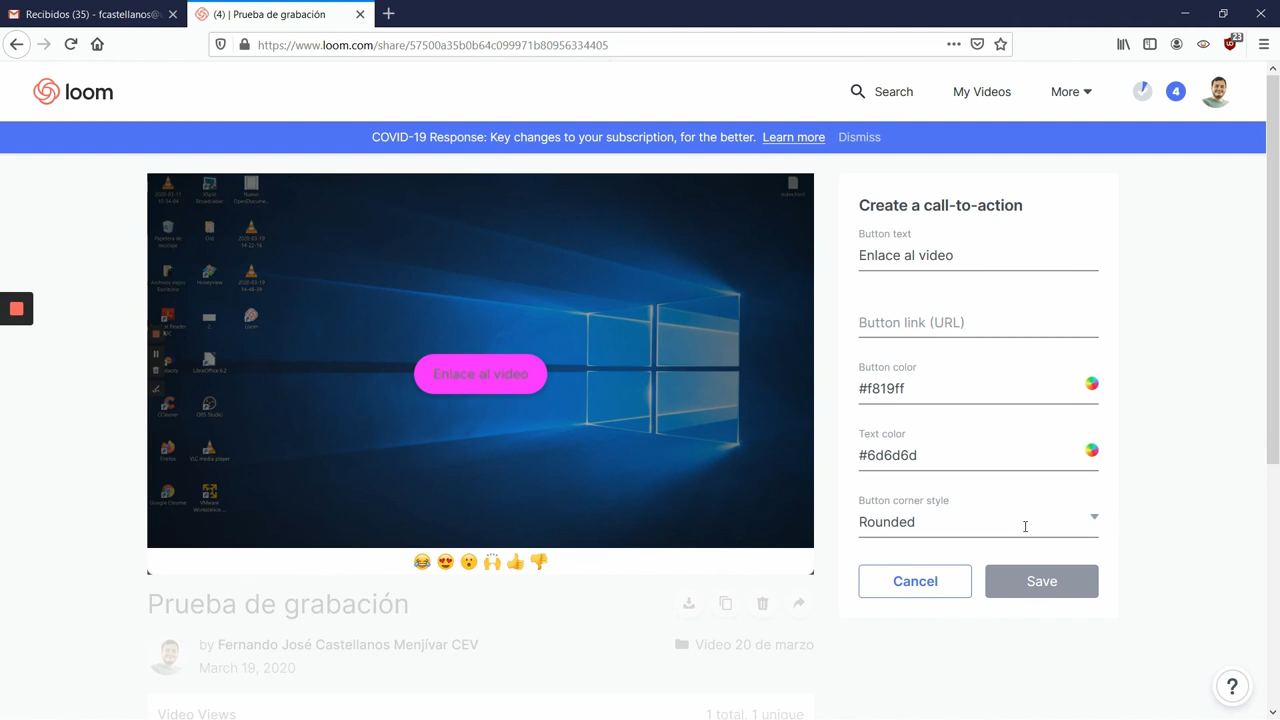 Recibidos (35) - fcastellanos@
(4) | Prueba de grabación
https://www.loom.com/share/57500a35b0b64c099971b80956334405
23
loom
Search
My Videos
More
4
COVID-19 Response: Key changes to your subscription, for the better. Learn more Dismiss
Enlace al video
Create a call-to-action
Button text
Enlace al video
Button link (URL)
Button color
#f819ff
Text color
#6d6d6d
Button corner style
Rounded
Cancel
Save
Prueba de grabación
by Fernando José Castellanos Menjívar CEV
March 19, 2020
Video 20 de marzo
Video Views
1 total, 1 unique
?